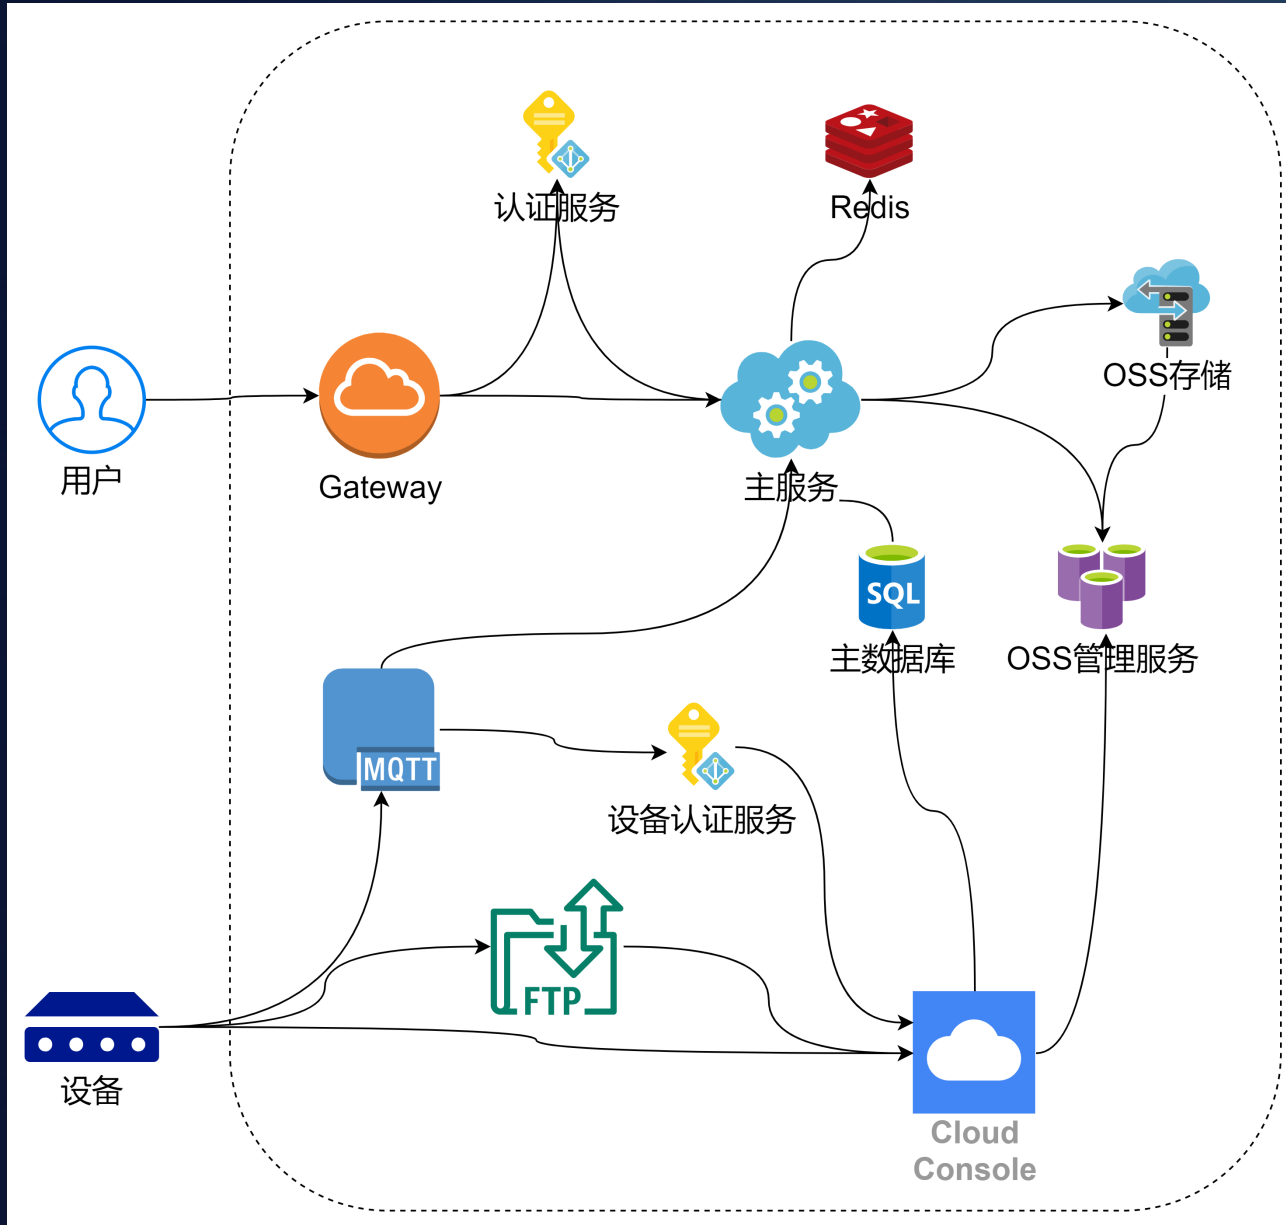 认证服务
Redis
OSS存储
用户
Gateway
主服务
SQL
主数据库
OSS管理服务
MQTT
设备认证服务
FTP
设备
Cloud
Console